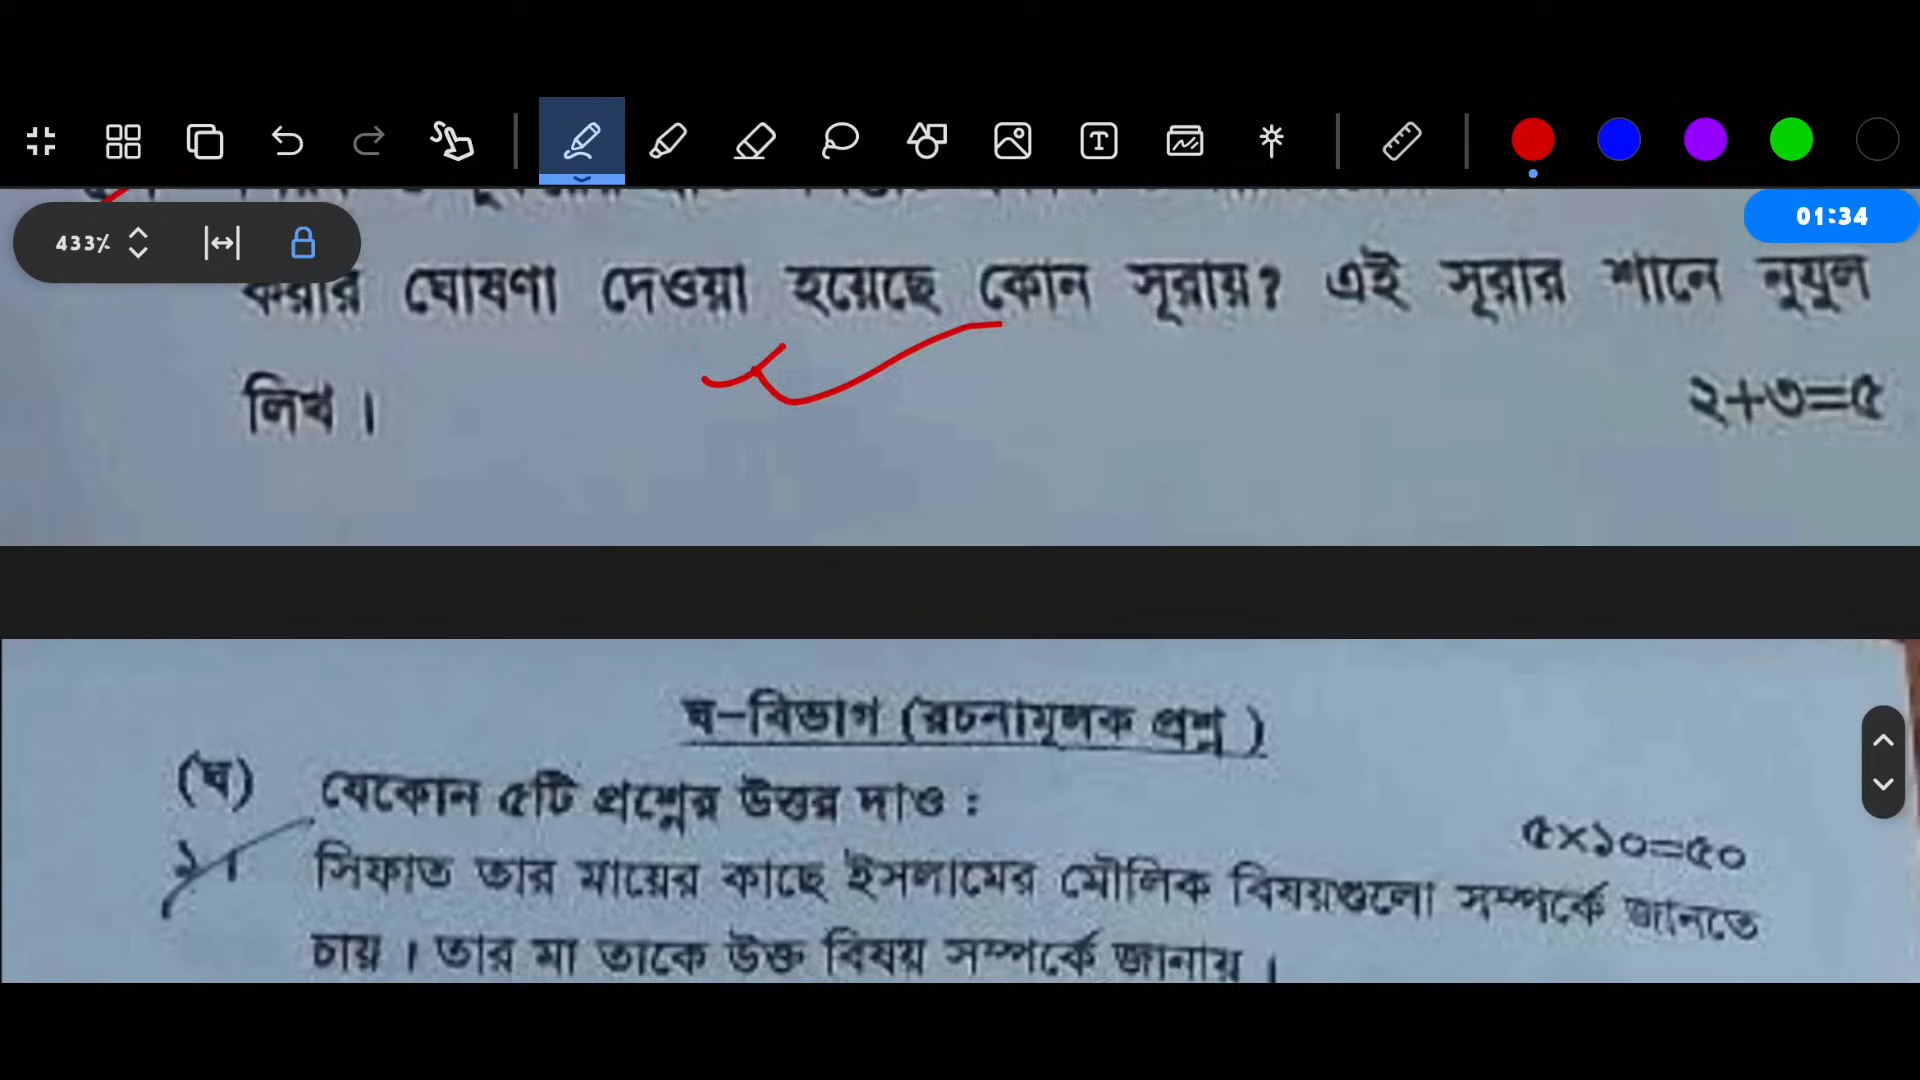 01:34
433%
করার ঘোষণা দেওয়া হয়েছে কোন সূরায়? এই সূরার শানে নুযুল
লিখ।
২+৩=৫
ঘ-বিভাগ (রচনামূলক প্রশ্ন )
(ঘ) যেকোন ৫টি প্রশ্নের উত্তর দাও :
৫×১০=৫০
১। সিফাত তার মায়ের কাছে ইসলামের মৌলিক বিষয়গুলো সম্পর্কে জানতে
চায়। তার মা তাকে উক্ত বিষয় সম্পর্কে জানায়।